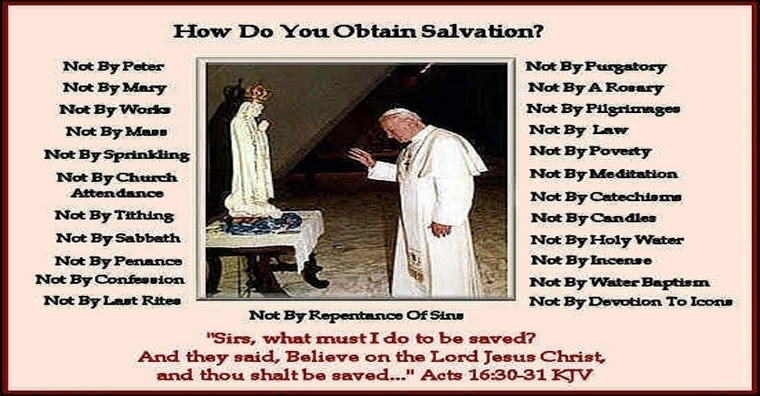 How Do You Obtain Salvation?
Not By Peter
Not By Mary
Not By Works
Not By Mass
Not By Sprinkling
Not By Church
Attendance
Not By Tithing
Not By Sabbath
Not By Penance
Not By Confession
Not By Last Rites
Not By Purgatory
Not By A Rosary
Not By Pilgrimages
Not By Law
Not By Poverty
Not By Meditation
Not By Catechisms
Not By Candles
Not By Holy Water
Not By Incense
Not By Water Baptism
Not By Devotion To Icons
Not By Repentance Of Sins
"Sirs, what must I do to be saved?
And they said, Believe on the Lord Jesus Christ,
and thou shalt be saved..." Acts 16:30-31 KJV